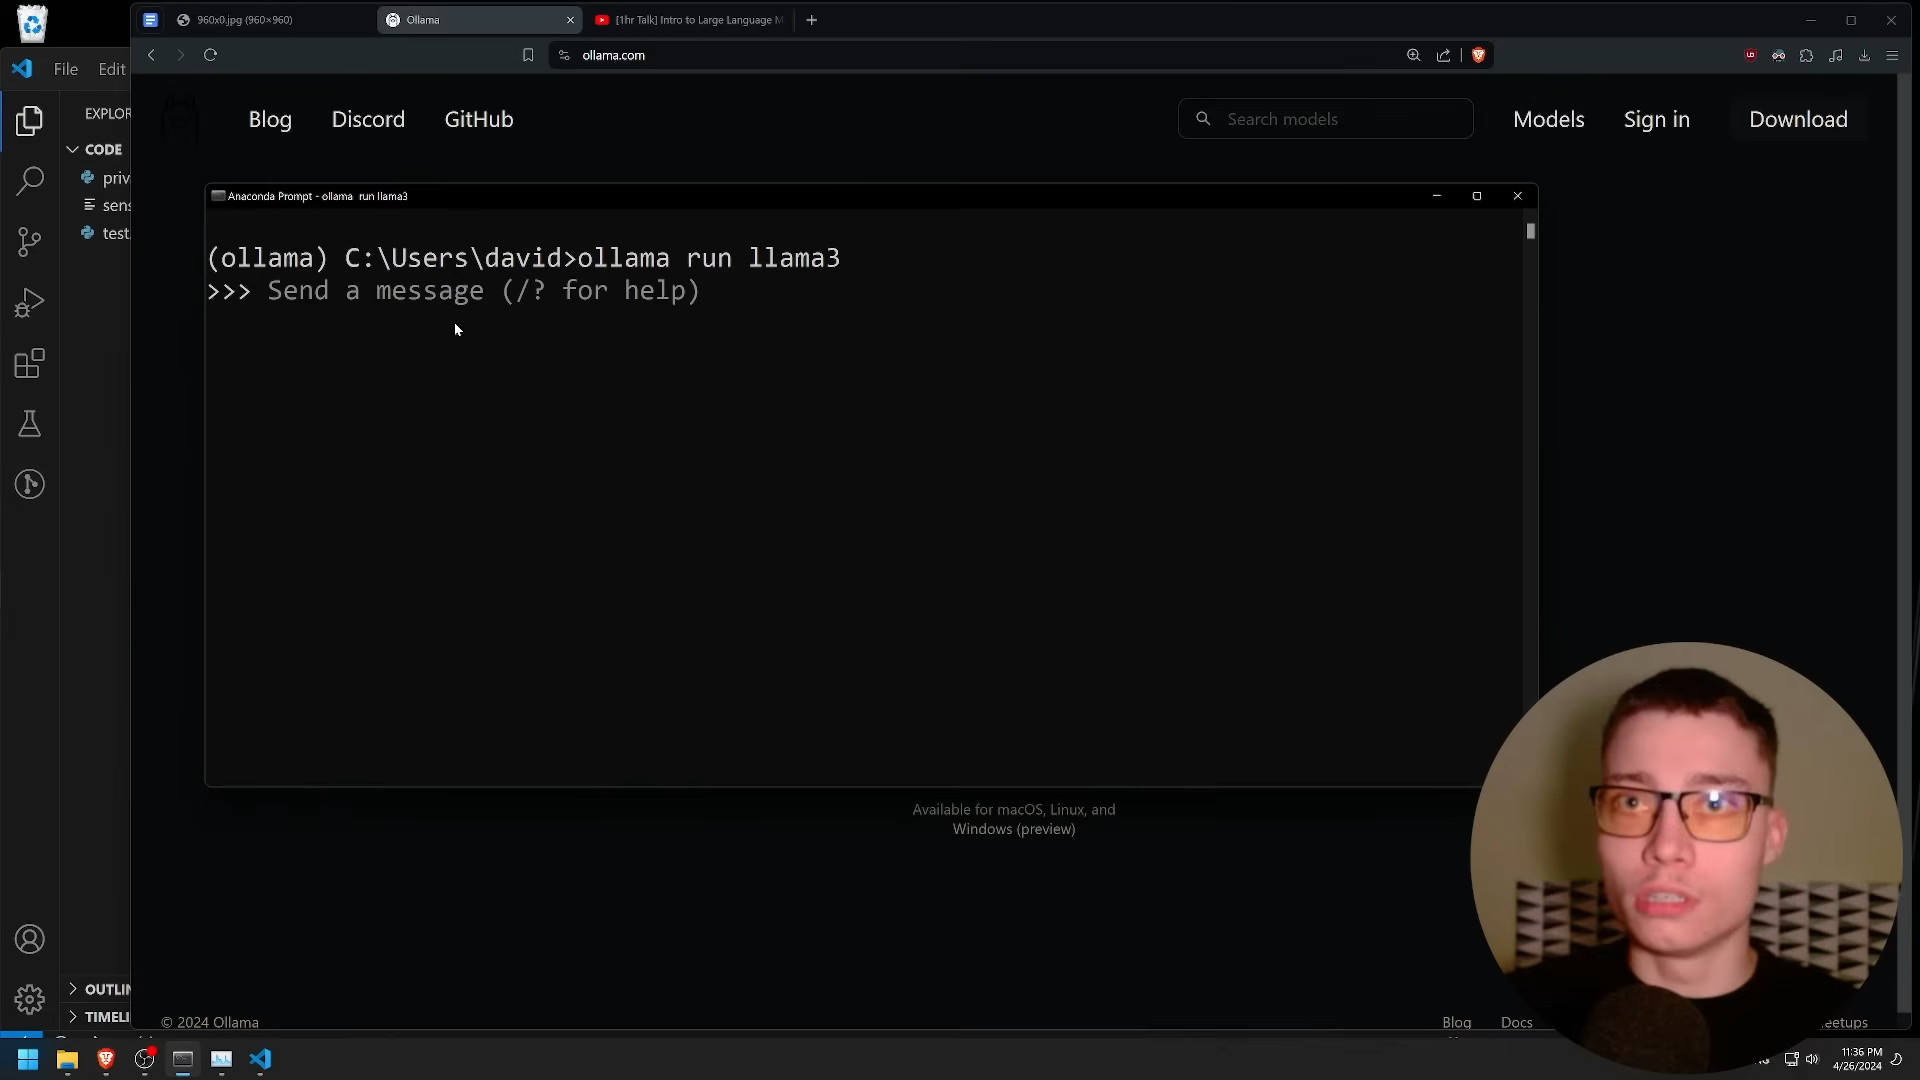 960x0.jpg (960×960)
Ollama
[1hr Talk] Intro to Large Language M
ollama.com
File Edit
Blog
Discord
GitHub
Search models
Models
Sign in
Download
EXPLOR
CODE
priv
sens
test
Anaconda Prompt - ollama run llama3
(ollama) C:\Users\david>ollama run llama3
>>> Send a message (/? for help)
Available for macOS, Linux, and
Windows (preview)
OUTLIN
TIMELI
© 2024 Ollama
Blog
Docs
eetups
11:36 PM
4/26/2024